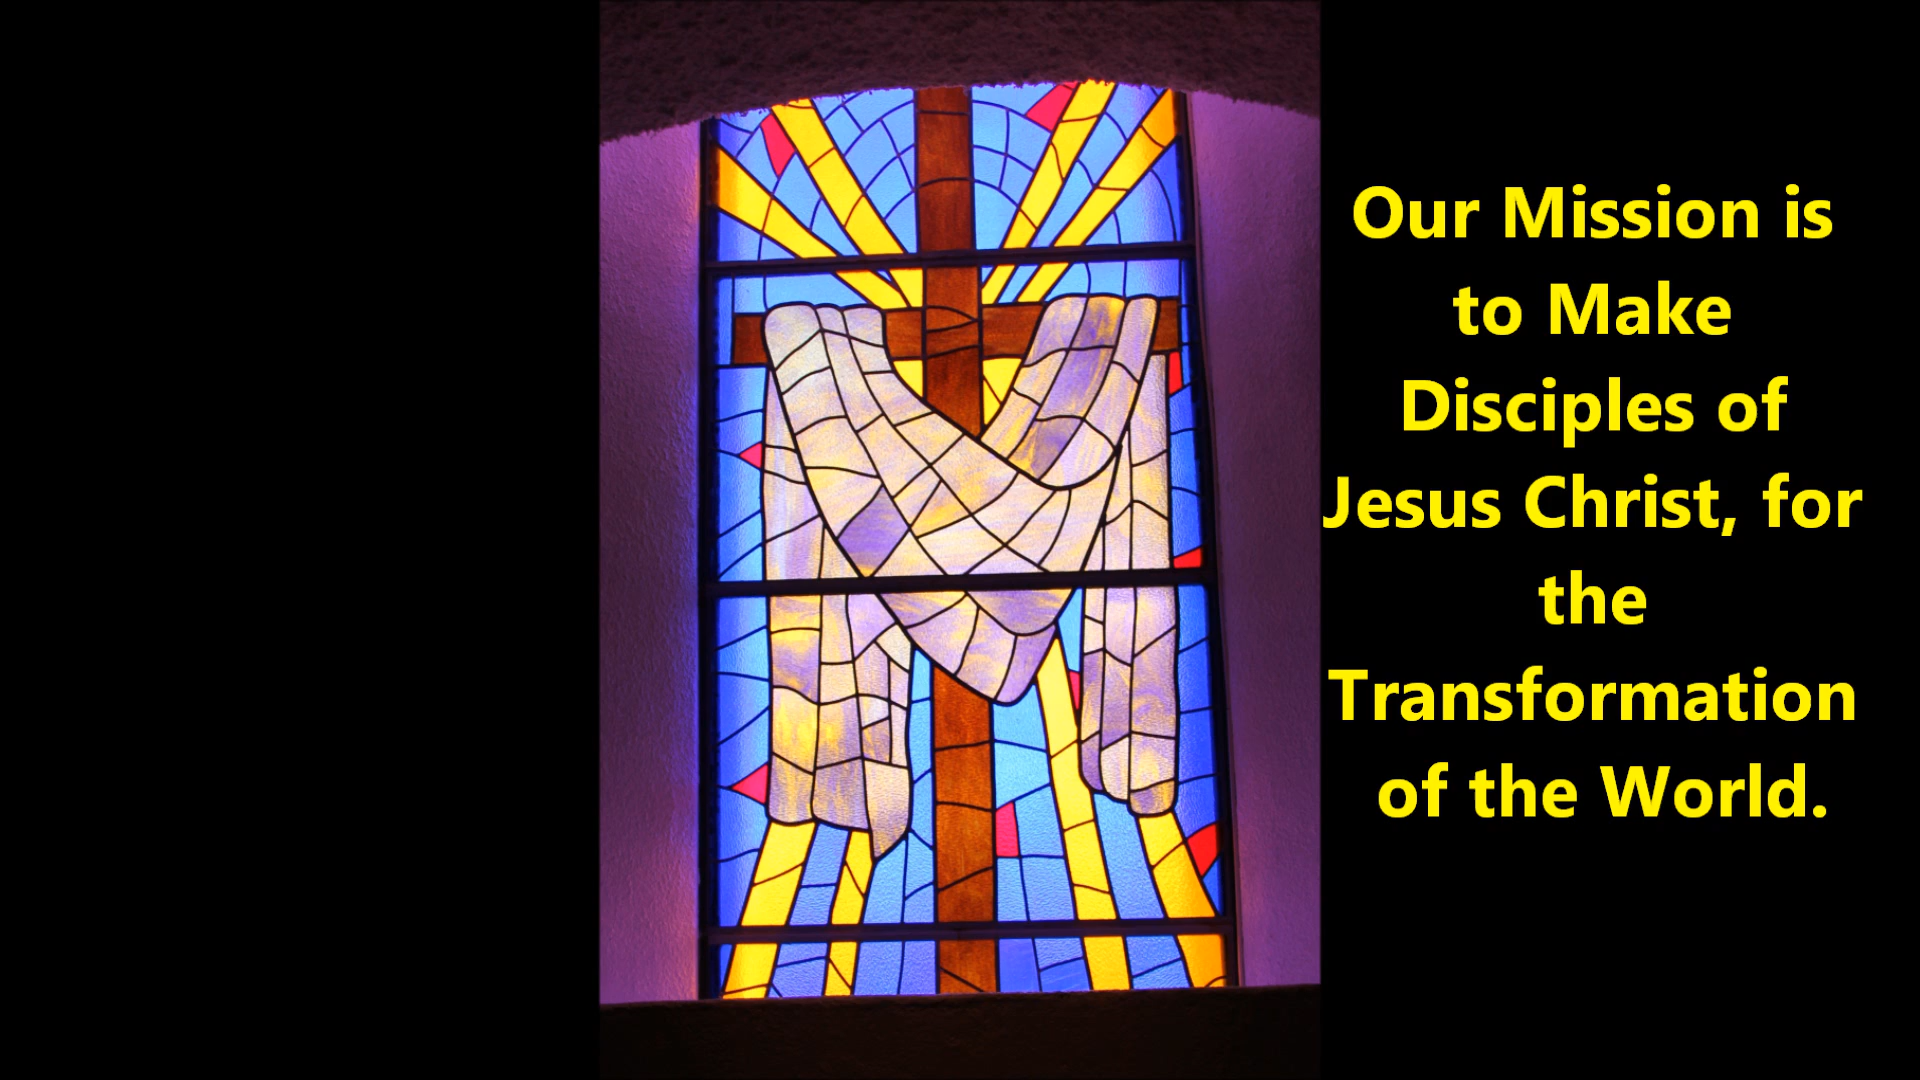 Our Mission is
to Make
Disciples of
Jesus Christ, for
the
Transformation
of the World.